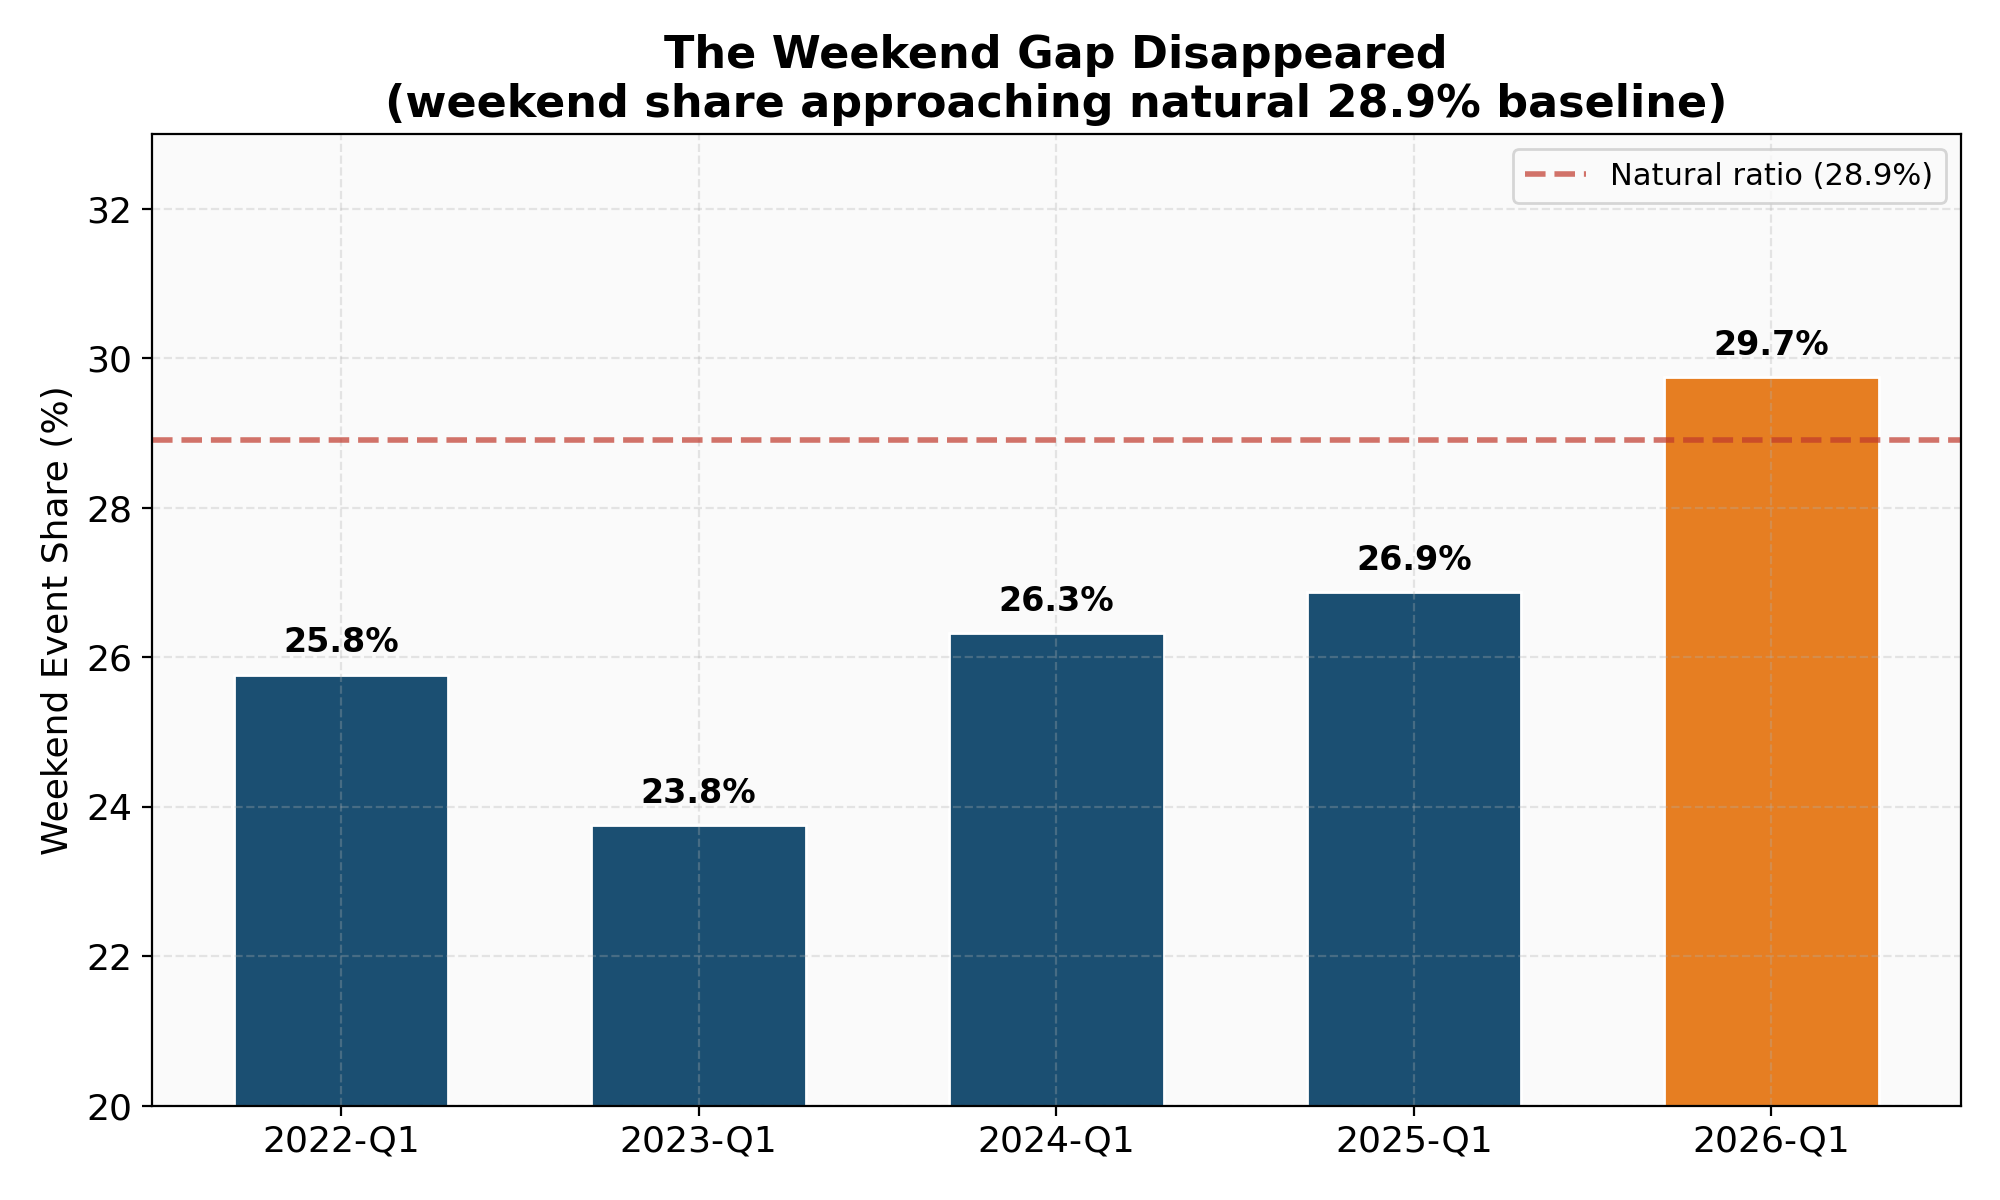 The Weekend Gap Disappeared
(weekend share approaching natural 28.9% baseline)
Natural ratio (28.9%)
Weekend Event Share (%)
32
30
28
26
24
22
20
25.8%
23.8%
26.3%
26.9%
29.7%
2022-Q1
2023-Q1
2024-Q1
2025-Q1
2026-Q1